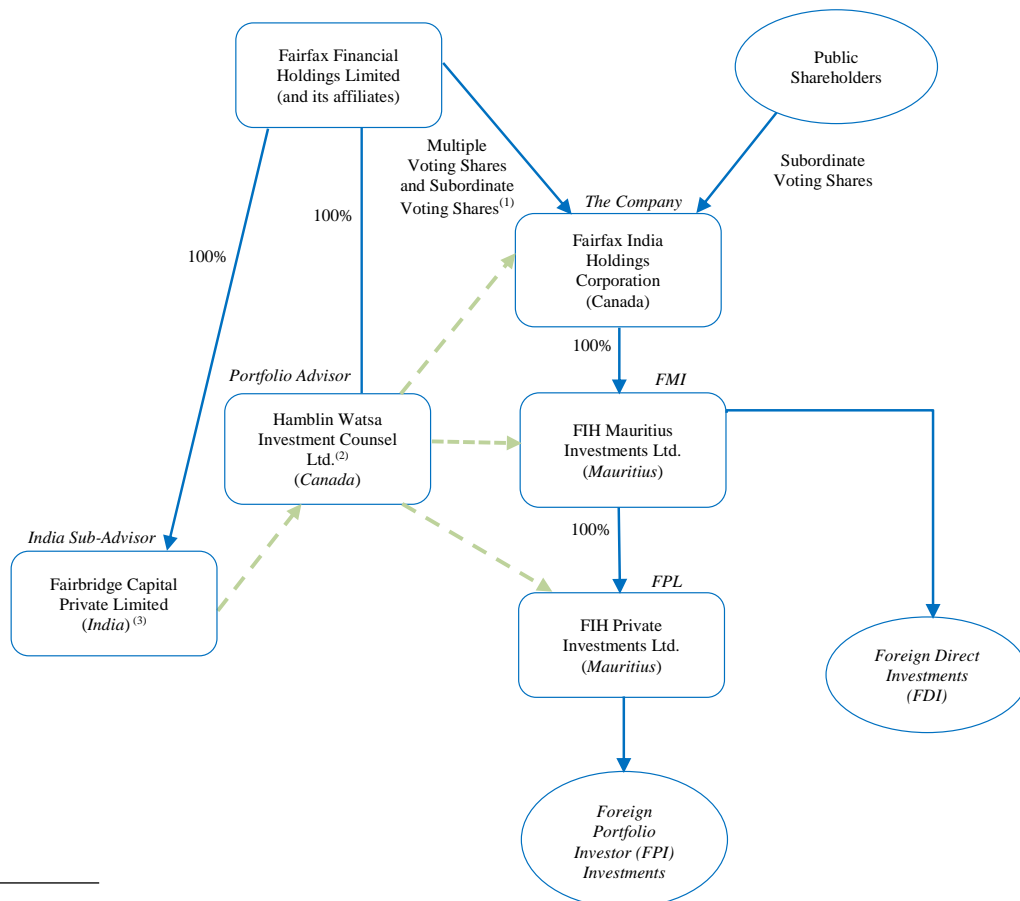 Fairfax Financial
Holdings Limited
(and its affiliates)
Public
Shareholders
Multiple
Voting Shares
and Subordinate
Voting Shares(1)
Subordinate
Voting Shares
100%
100%
The Company
Fairfax India
Holdings
Corporation
(Canada)
100%
Portfolio Advisor
FMI
Hamblin Watsa
Investment Counsel
Ltd.(2)
(Canada)
FIH Mauritius
Investments Ltd.
(Mauritius)
100%
India Sub-Advisor
FPL
Fairbridge Capital
Private Limited
(India) (3)
FIH Private
Investments Ltd.
(Mauritius)
Foreign Direct
Investments
(FDI)
Foreign
Portfolio
Investor (FPI)
Investments